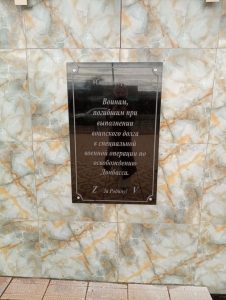 Воинам,
погибшим при
выполнении
воинского долга
в специальной
военной операции по
освобождению
Донбасса.
Z За Родину! V